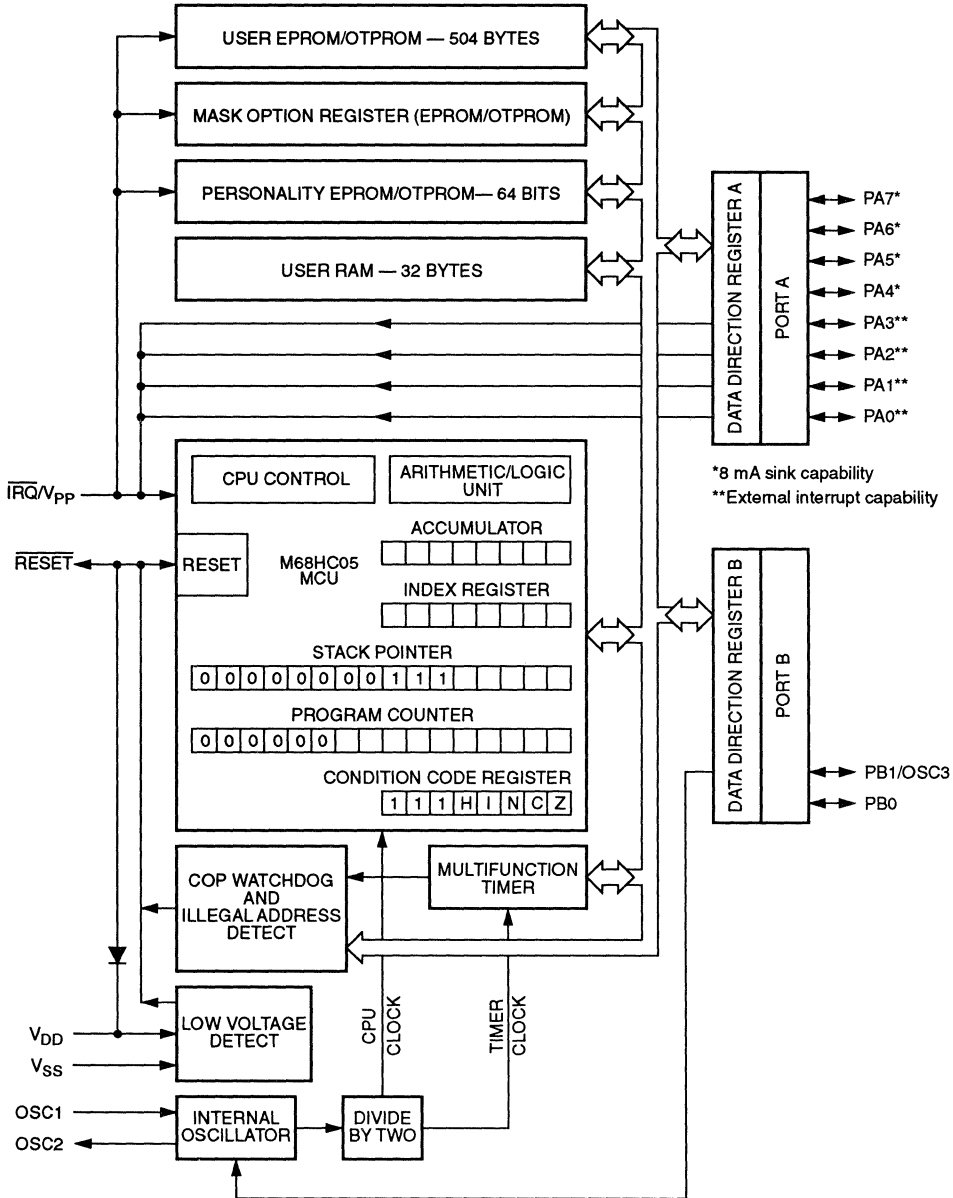 USER EPROM/OTPROM — 504 BYTES
MASK OPTION REGISTER (EPROM/OTPROM)
PERSONALITY EPROM/OTPROM— 64 BITS
USER RAM — 32 BYTES
DATA DIRECTION REGISTER A
PORT A
PA7*
PA6*
PA5*
PA4*
PA3**
PA2**
PA1**
PA0**
*8 mA sink capability
**External interrupt capability
IRQ/VPP
RESET
CPU CONTROL
ARITHMETIC/LOGIC
UNIT
ACCUMULATOR
RESET
M68HC05
MCU
INDEX REGISTER
STACK POINTER
0 0 0 0 0 0 0 0 1 1 1
PROGRAM COUNTER
0 0 0 0 0 0
CONDITION CODE REGISTER
1 1 1 H I N C Z
DATA DIRECTION REGISTER B
PORT B
PB1/OSC3
PB0
COP WATCHDOG
AND
ILLEGAL ADDRESS
DETECT
MULTIFUNCTION
TIMER
LOW VOLTAGE
DETECT
VDD
VSS
CPU
CLOCK
TIMER
CLOCK
OSC1
OSC2
INTERNAL
OSCILLATOR
DIVIDE
BY TWO